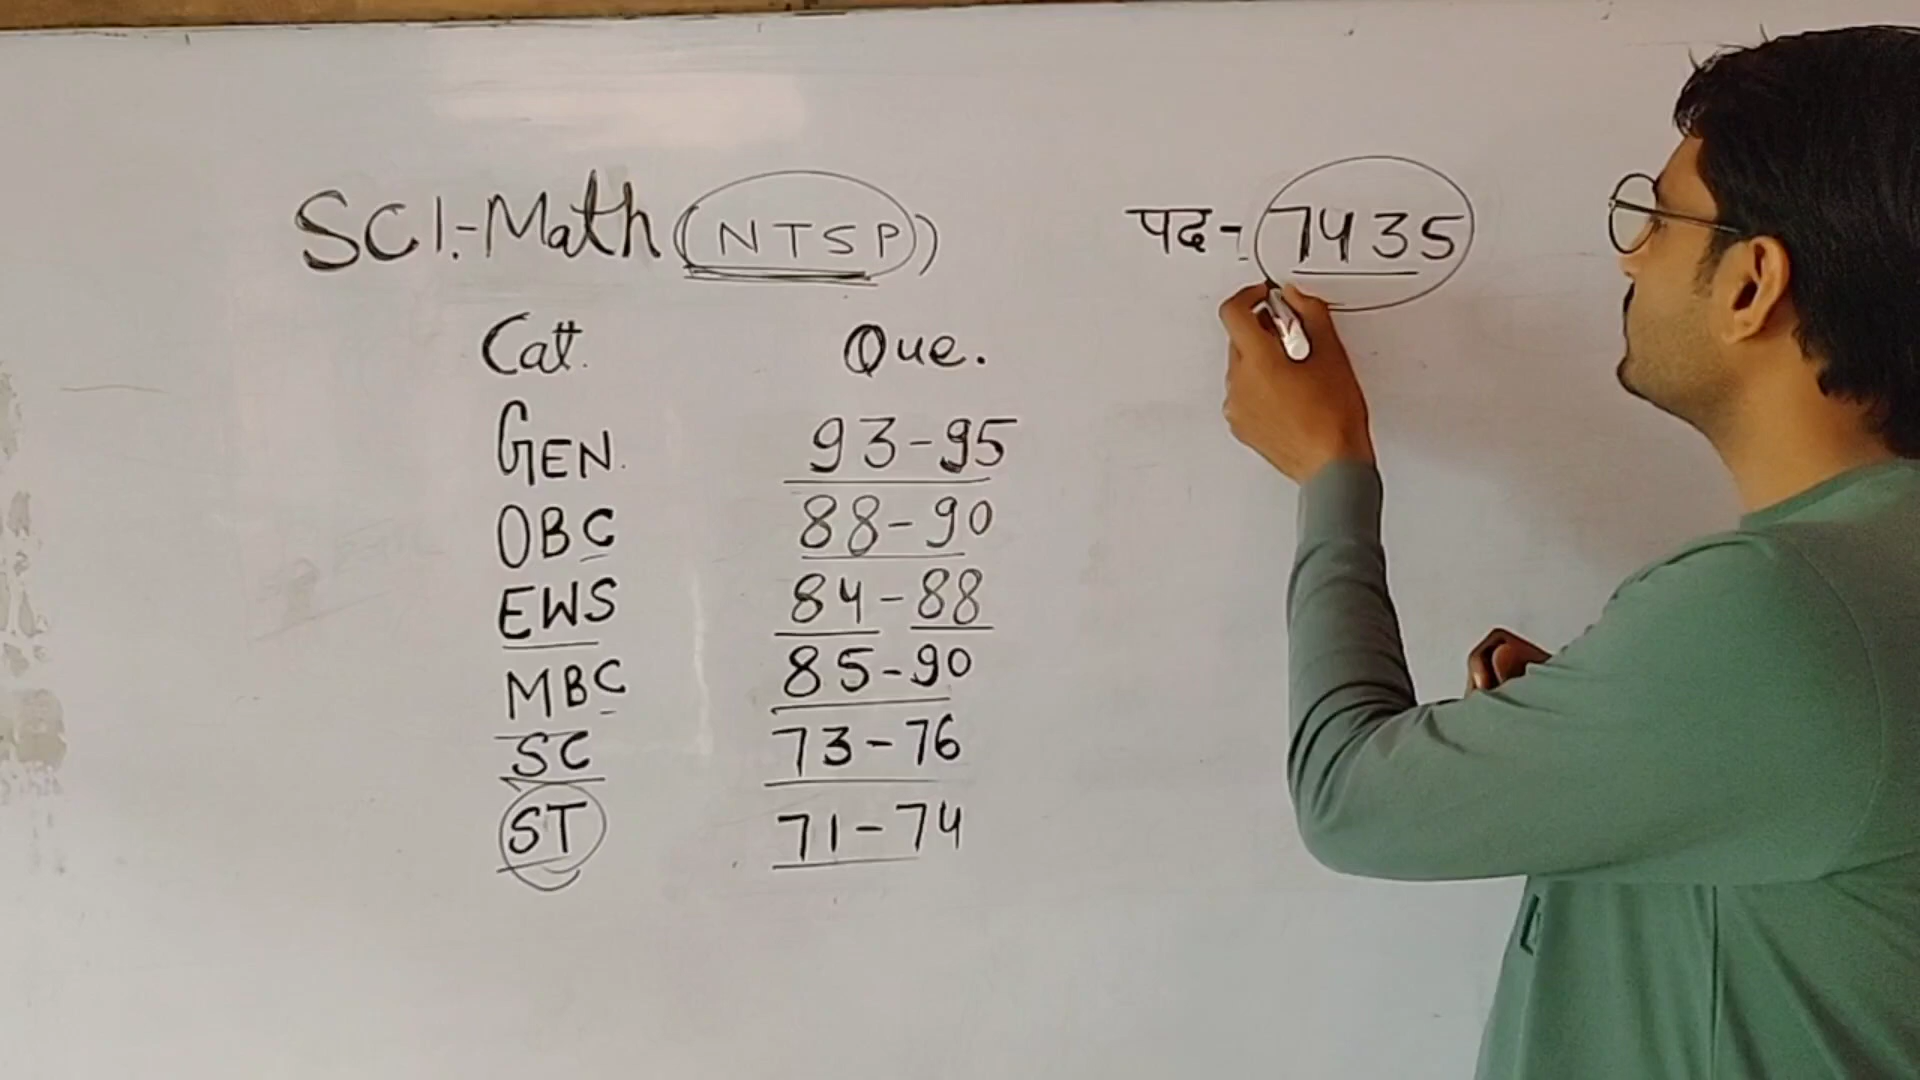 SCI.-Math (NTSP)) पद - 7435
Cat. Que.
GEN. 93-95
OBC 88-90
EWS 84-88
MBC 85-90
SC 73-76
ST 71-74